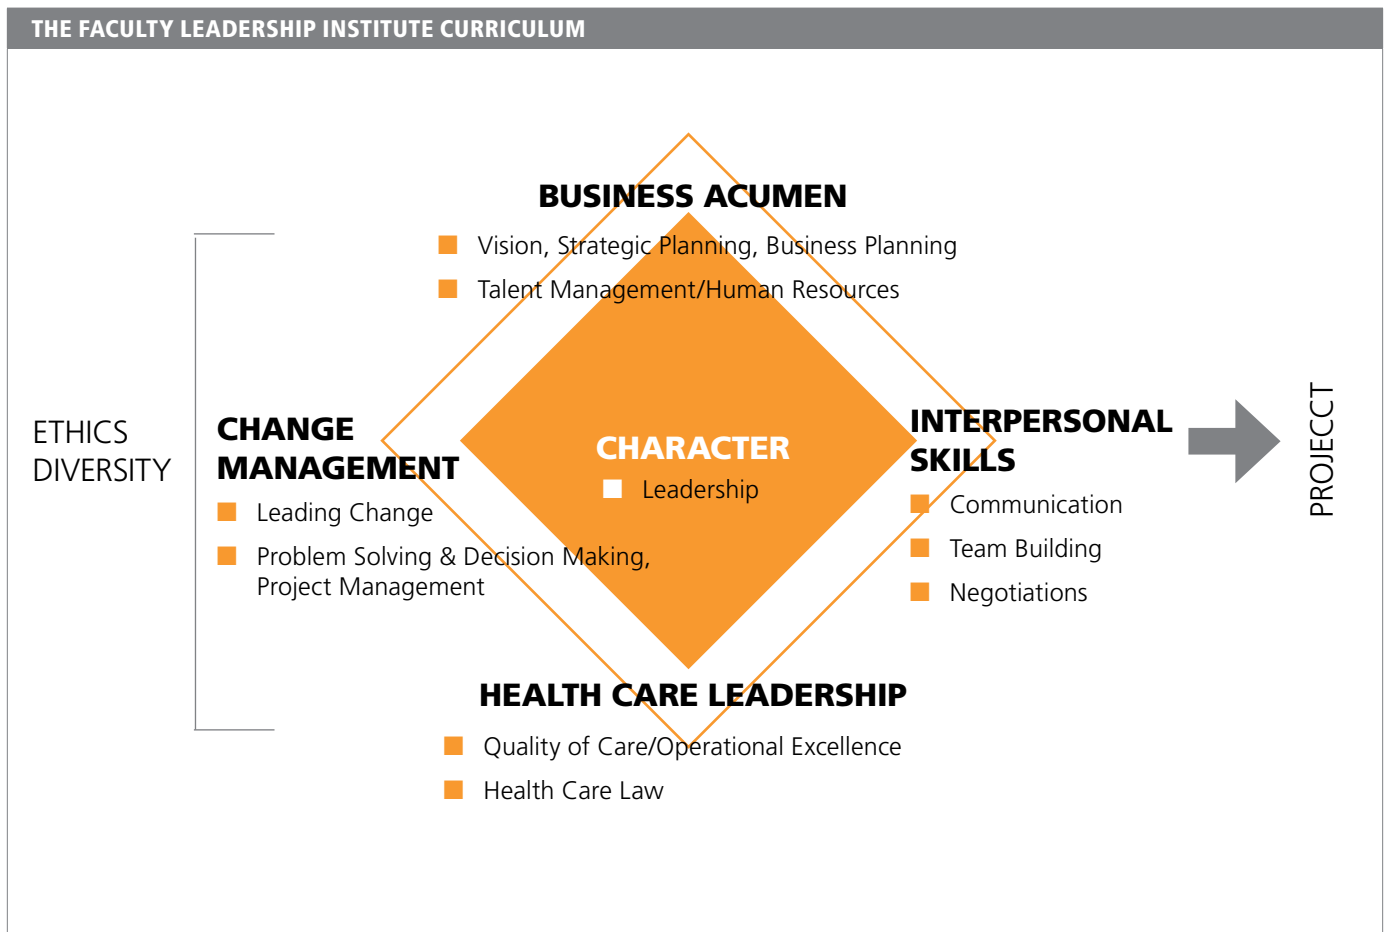 THE FACULTY LEADERSHIP INSTITUTE CURRICULUM
BUSINESS ACUMEN
Vision, Strategic Planning, Business Planning
Talent Management/Human Resources
ETHICS
DIVERSITY
CHANGE
MANAGEMENT
Leading Change
Problem Solving & Decision Making,
Project Management
CHARACTER
Leadership
INTERPERSONAL
SKILLS
Communication
Team Building
Negotiations
PROJECCT
HEALTH CARE LEADERSHIP
Quality of Care/Operational Excellence
Health Care Law